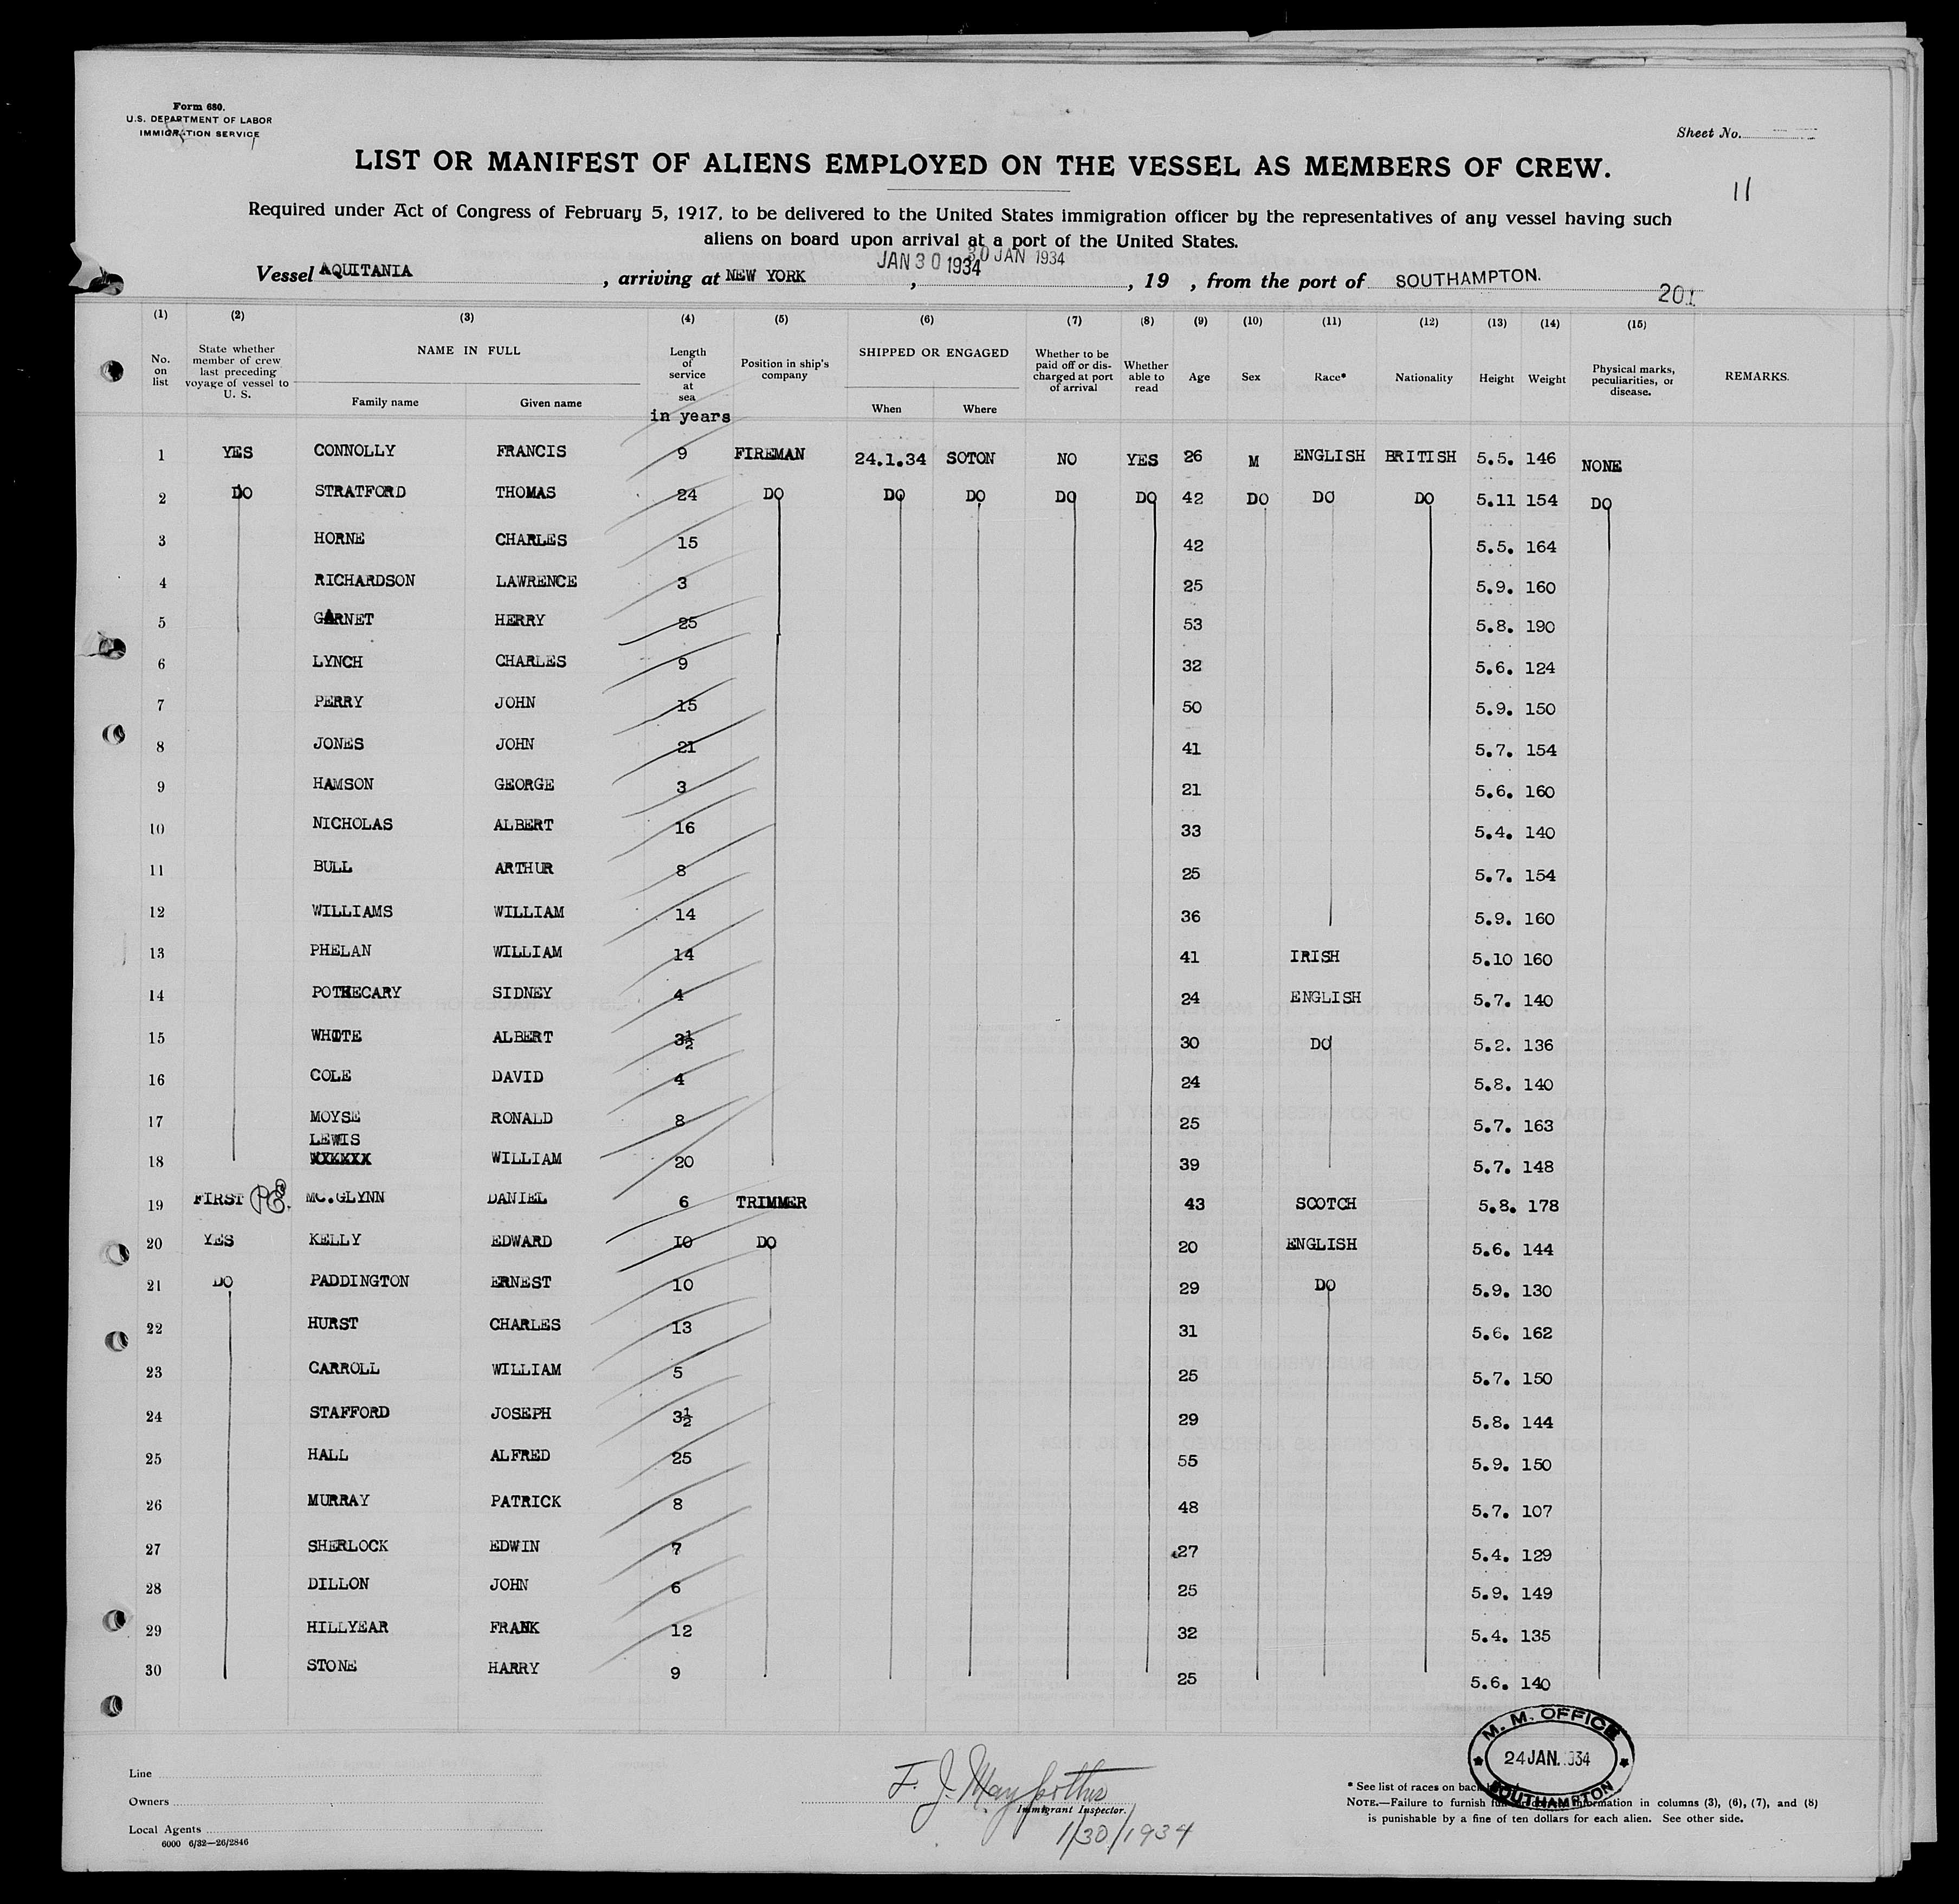 Form 680.
U.S. DEPARTMENT OF LABOR
IMMIGRATION SERVICE
Sheet No.
LIST OR MANIFEST OF ALIENS EMPLOYED ON THE VESSEL AS MEMBERS OF CREW.
11
Required under Act of Congress of February 5, 1917, to be delivered to the United States immigration officer by the representatives of any vessel having such
aliens on board upon arrival at a port of the United States.
JAN 30 1934 30 JAN 1934
Vessel AQUITANIA, arriving at NEW YORK, , 19 , from the port of SOUTHAMPTON.
201
(1) (2) (3) (4) (5) (6) (7) (8) (9) (10) (11) (12) (13) (14) (15)
No. on list State whether member of crew last preceding voyage of vessel to U. S. NAME IN FULL Family name Given name Length of service at sea in years Position in ship's company SHIPPED OR ENGAGED When Where Whether to be paid off or discharged at port of arrival Whether able to read Age Sex Race* Nationality Height Weight Physical marks, peculiarities, or disease. REMARKS.
1 YES CONNOLLY FRANCIS 9 FIREMAN 24.1.34 SOTON NO YES 26 M ENGLISH BRITISH 5.5. 146 NONE
2 DO STRATFORD THOMAS 24 DO DO DO DO DO 42 DO DO DO 5.11 154 DO
3 HORNE CHARLES 15 42 5.5. 164
4 RICHARDSON LAWRENCE 3 25 5.9. 160
5 GARNET HERRY 25 53 5.8. 190
6 LYNCH CHARLES 9 32 5.6. 124
7 PERRY JOHN 15 50 5.9. 150
8 JONES JOHN 21 41 5.7. 154
9 HAMSON GEORGE 3 21 5.6. 160
10 NICHOLAS ALBERT 16 33 5.4. 140
11 BULL ARTHUR 8 25 5.7. 154
12 WILLIAMS WILLIAM 14 36 5.9. 160
13 PHELAN WILLIAM 14 41 IRISH 5.10 160
14 POTHECARY SIDNEY 4 24 ENGLISH 5.7. 140
15 WHITE ALBERT 3½ 30 DO 5.2. 136
16 COLE DAVID 4 24 5.8. 140
17 MOYSE RONALD 8 25 5.7. 163
LEWIS
18 WILLIAM 20 39 5.7. 148
19 FIRST MC.GLYNN DANIEL 6 TRIMMER 43 SCOTCH 5.8. 178
20 YES KELLY EDWARD 10 DO 20 ENGLISH 5.6. 144
21 DO PADDINGTON ERNEST 10 29 DO 5.9. 130
22 HURST CHARLES 13 31 5.6. 162
23 CARROLL WILLIAM 5 25 5.7. 150
24 STAFFORD JOSEPH 3½ 29 5.8. 144
25 HALL ALFRED 25 55 5.9. 150
26 MURRAY PATRICK 8 48 5.7. 107
27 SHERLOCK EDWIN 7 27 5.4. 129
28 DILLON JOHN 6 25 5.9. 149
29 HILLYEAR FRANK 12 32 5.4. 135
30 STONE HARRY 9 25 5.6. 140
M. M. OFFICE
24 JAN. 1934
SOUTHAMPTON
Line
Owners
Local Agents
6000 6/32—26/2846
F. J. Mayforthus
Immigrant Inspector.
1/30/1934
* See list of races on back
NOTE.—Failure to furnish full information in columns (3), (6), (7), and (8)
is punishable by a fine of ten dollars for each alien. See other side.